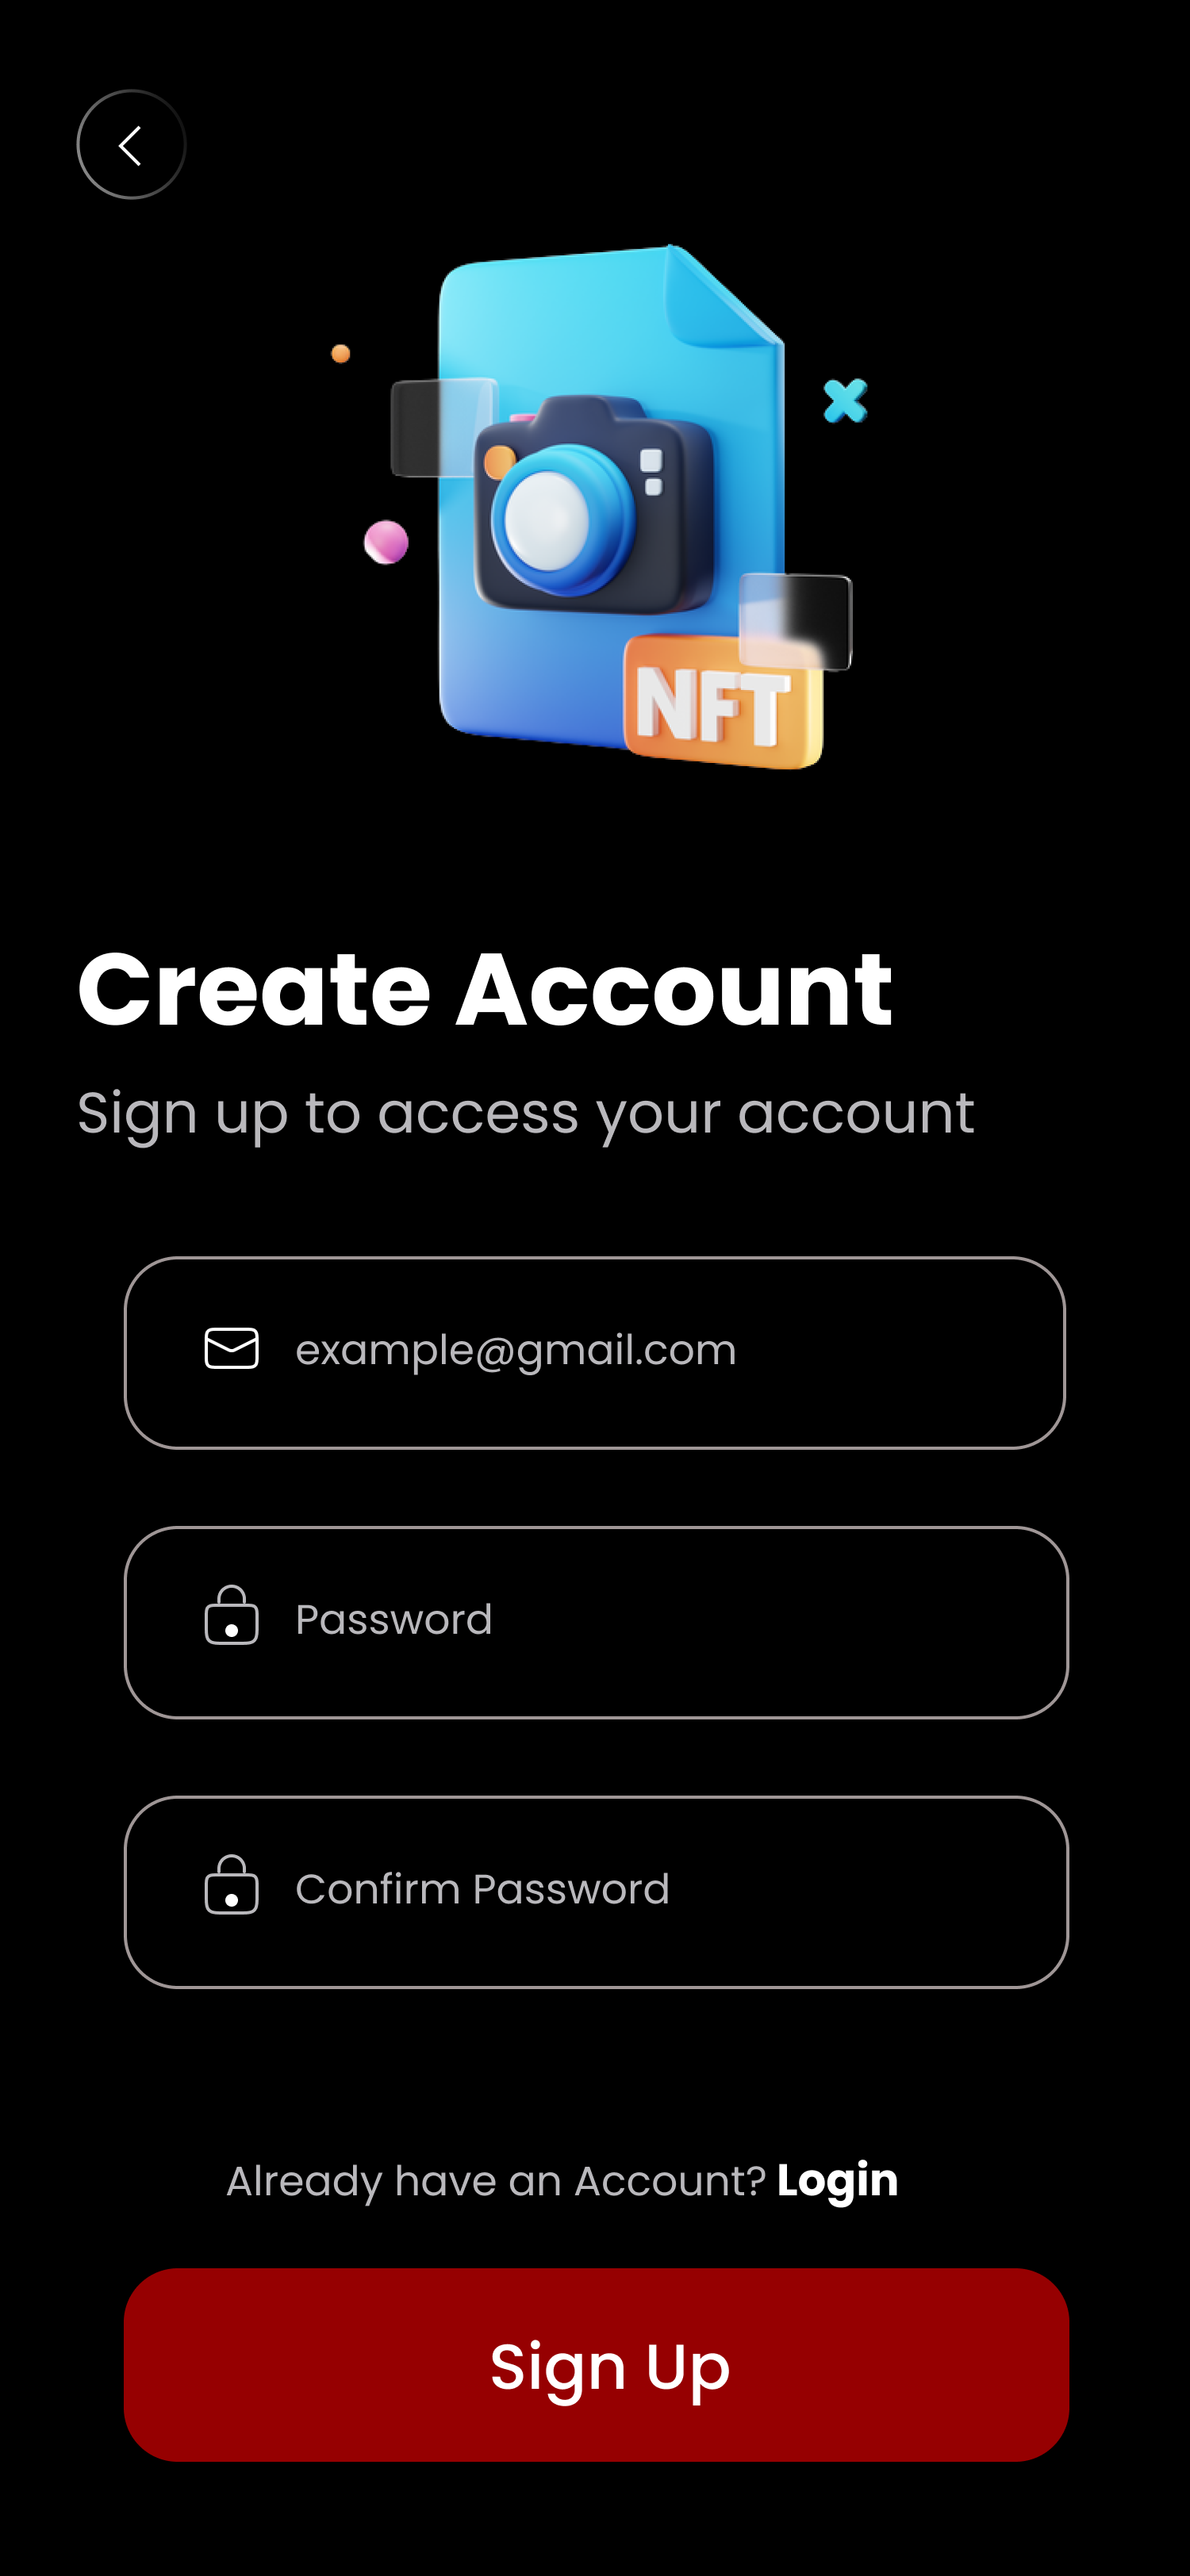 NFT
Create Account
Sign up to access your account
example@gmail.com
Password
Confirm Password
Already have an Account? Login
Sign Up